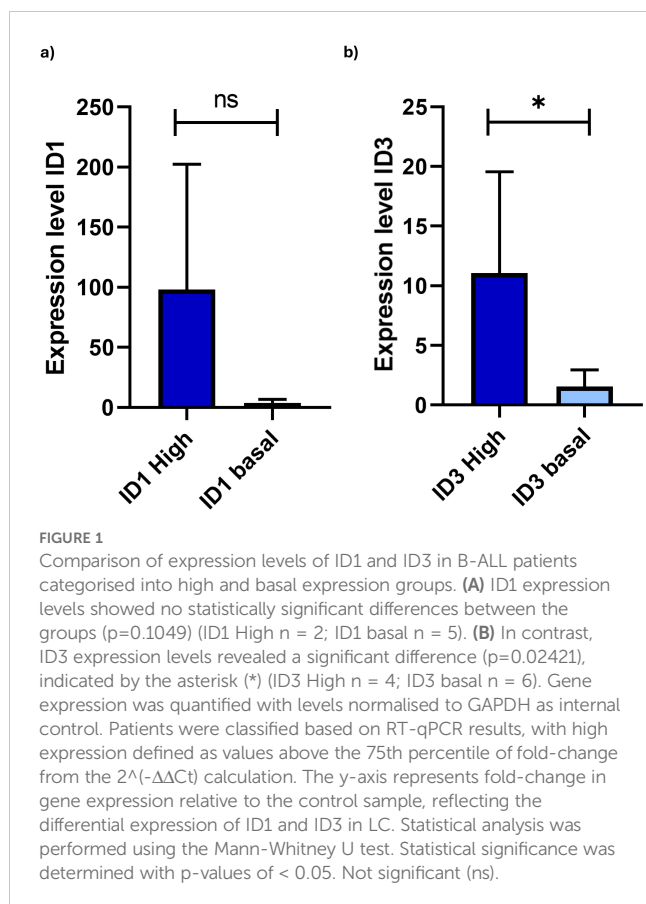 a)
b)
ns
*
Expression level ID1
250
200
150
100
50
0
ID1 High
ID1 basal
Expression level ID3
25
20
15
10
5
0
ID3 High
ID3 basal
FIGURE 1
Comparison of expression levels of ID1 and ID3 in B-ALL patients
categorised into high and basal expression groups. (A) ID1 expression
levels showed no statistically significant differences between the
groups (p=0.1049) (ID1 High n = 2; ID1 basal n = 5). (B) In contrast,
ID3 expression levels revealed a significant difference (p=0.02421),
indicated by the asterisk (*) (ID3 High n = 4; ID3 basal n = 6). Gene
expression was quantified with levels normalised to GAPDH as internal
control. Patients were classified based on RT-qPCR results, with high
expression defined as values above the 75th percentile of fold-change
from the 2^(-ΔΔCt) calculation. The y-axis represents fold-change in
gene expression relative to the control sample, reflecting the
differential expression of ID1 and ID3 in LC. Statistical analysis was
performed using the Mann-Whitney U test. Statistical significance was
determined with p-values of < 0.05. Not significant (ns).